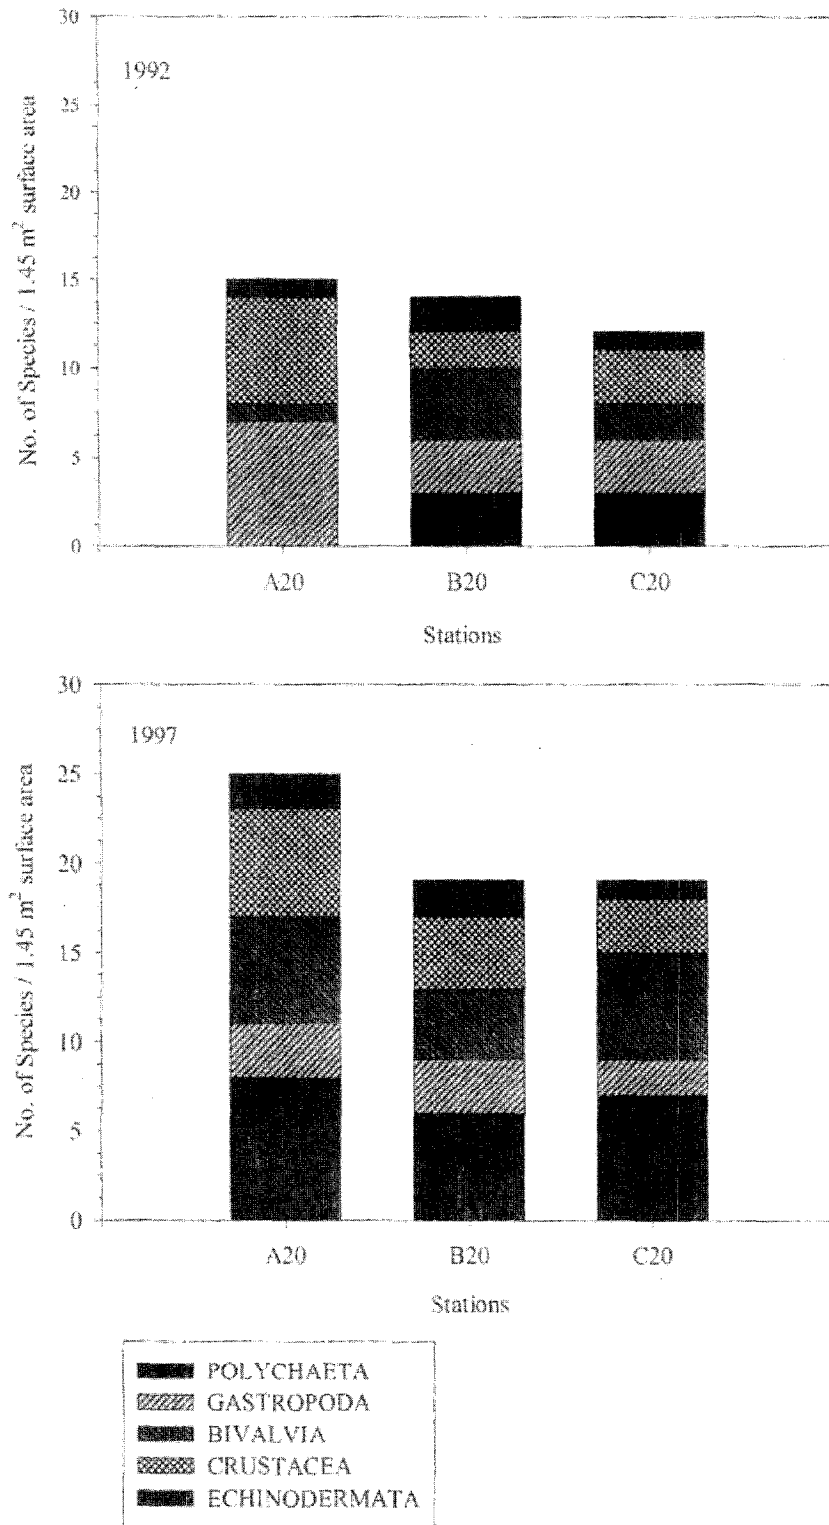 30
1992
25
20
15
10
5
0
No. of Species / 1.45 m² surface area
A20 B20 C20
Stations
30
1997
25
20
15
10
5
0
No. of Species / 1.45 m² surface area
A20 B20 C20
Stations
POLYCHAETA
GASTROPODA
BIVALVIA
CRUSTACEA
ECHINODERMATA